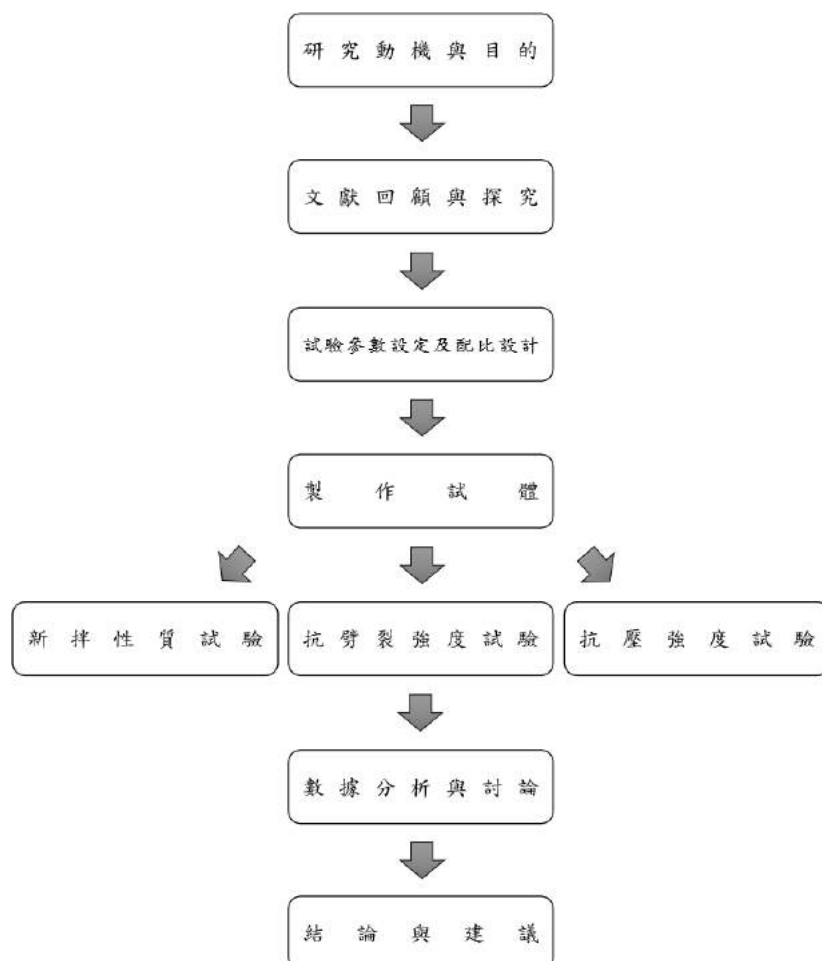 研究動機與目的
文獻回顧與探究
試驗參數設定及配比設計
製作試體
新拌性質試驗
抗劈裂強度試驗
抗壓強度試驗
數據分析與討論
結論與建議